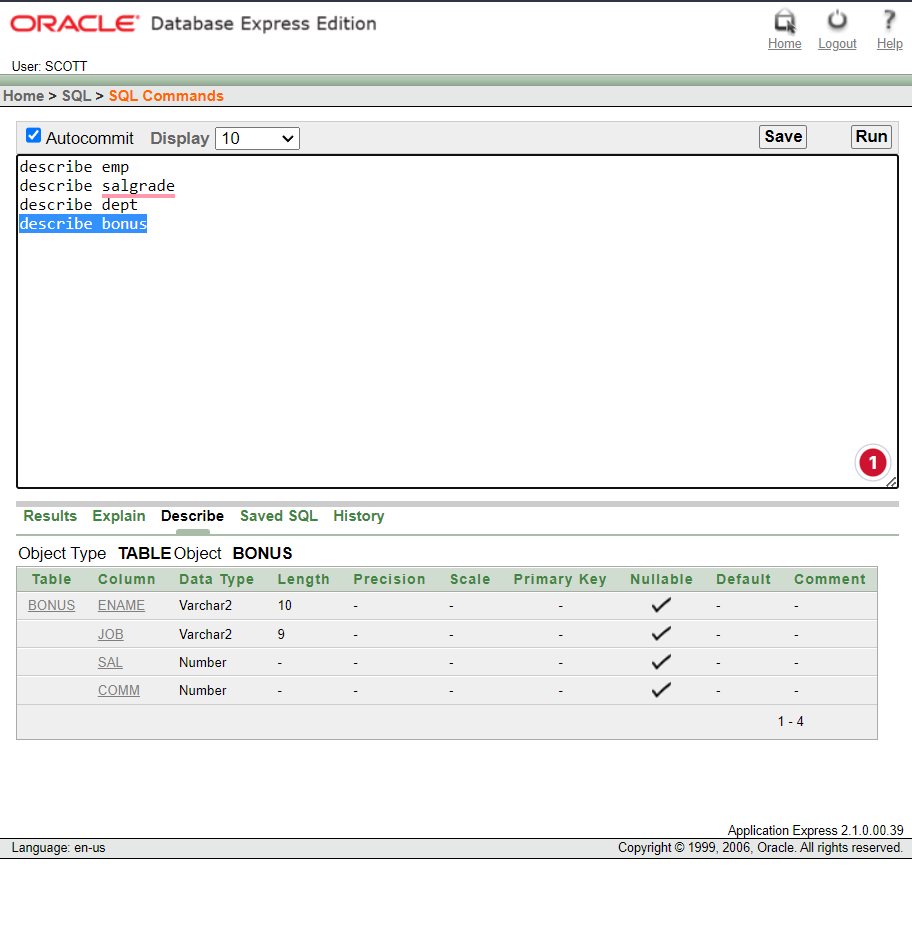 ORACLE® Database Express Edition
Home Logout Help
User: SCOTT
Home > SQL > SQL Commands
Autocommit Display 10 Save Run
describe emp
describe salgrade
describe dept
describe bonus
1
Results Explain Describe Saved SQL History
Object Type TABLE Object BONUS
Table Column Data Type Length Precision Scale Primary Key Nullable Default Comment
BONUS ENAME Varchar2 10 - - - ✓ - -
JOB Varchar2 9 - - - ✓ - -
SAL Number - - - - ✓ - -
COMM Number - - - - ✓ - -
1 - 4
Application Express 2.1.0.00.39
Language: en-us Copyright © 1999, 2006, Oracle. All rights reserved.